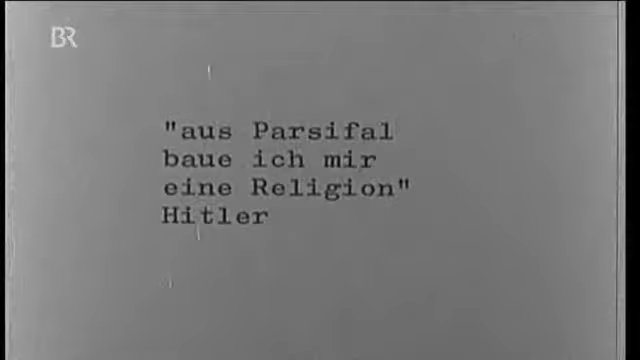 BR
"aus Parsifal
baue ich mir
eine Religion"
Hitler